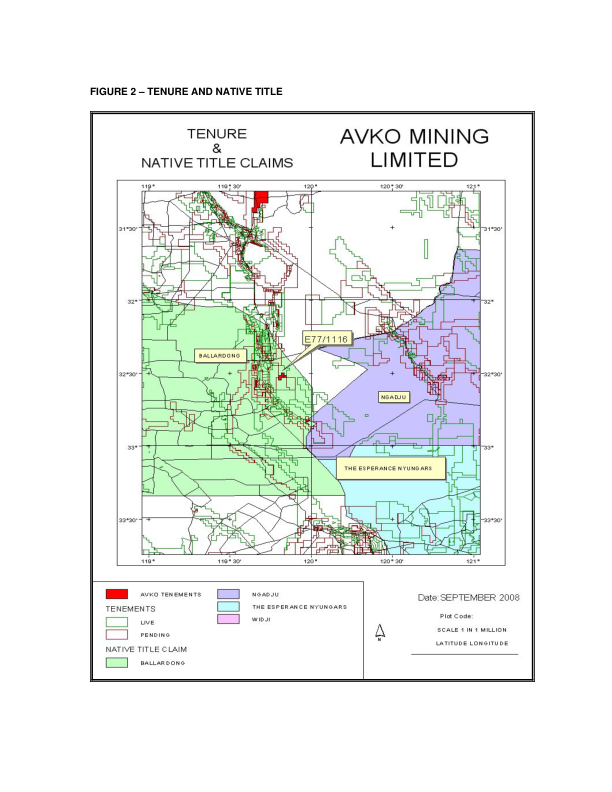 FIGURE 2 – TENURE AND NATIVE TITLE
TENURE
&
NATIVE TITLE CLAIMS
AVKO MINING
LIMITED
119° 119°30' 120° 120°30' 121°
31°30' 31°30'
32° 32°
E77/1116
BALLARDONG
32°30' 32°30'
NGADJU
33° 33°
THE ESPERANCE NYUNGARS
33°30' 33°30'
119° 119°30' 120° 120°30' 121°
AVKO TENEMENTS
TENEMENTS
LIVE
PENDING
NATIVE TITLE CLAIM
BALLARDONG
NGADJU
THE ESPERANCE NYUNGARS
WIDJI
N
Date: SEPTEMBER 2008
Plot Code:
SCALE 1 IN 1 MILLION
LATITUDE LONGITUDE